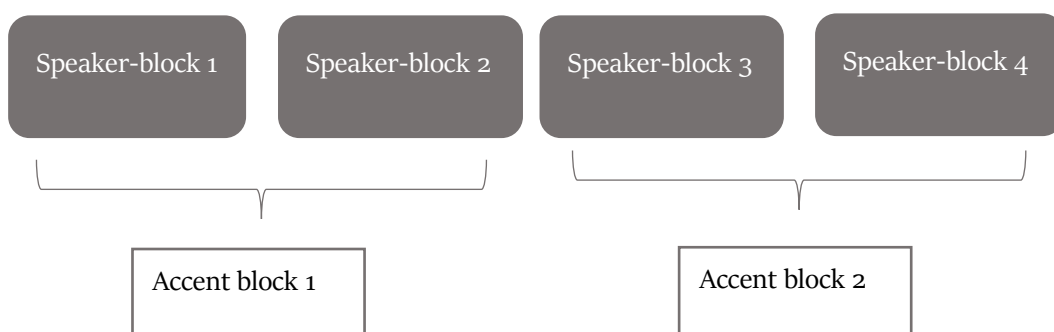 Speaker-block 1
Speaker-block 2
Speaker-block 3
Speaker-block 4
Accent block 1
Accent block 2